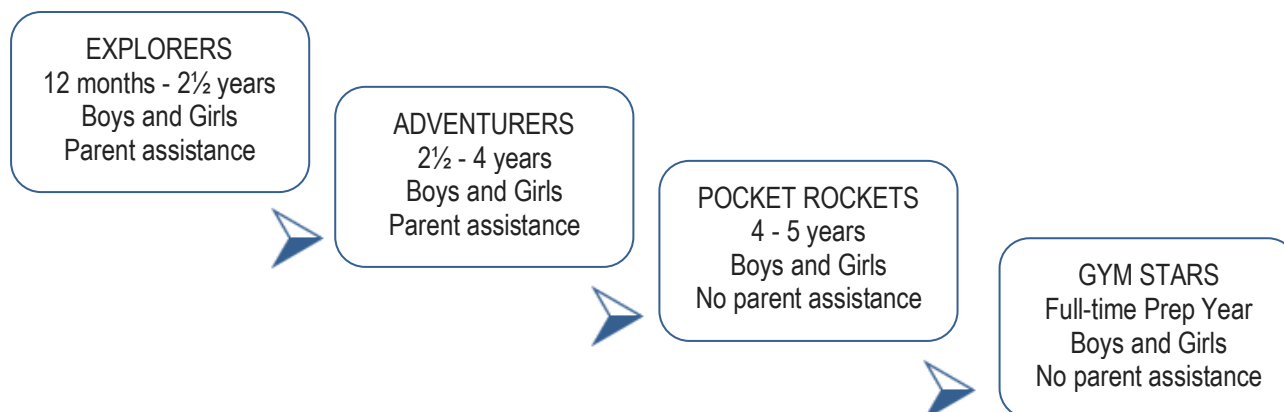 EXPLORERS
12 months - 2½ years
Boys and Girls
Parent assistance
ADVENTURERS
2½ - 4 years
Boys and Girls
Parent assistance
POCKET ROCKETS
4 - 5 years
Boys and Girls
No parent assistance
GYM STARS
Full-time Prep Year
Boys and Girls
No parent assistance